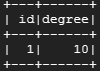 +---+------+
| id|degree|
+---+------+
|  1|    10|
+---+------+